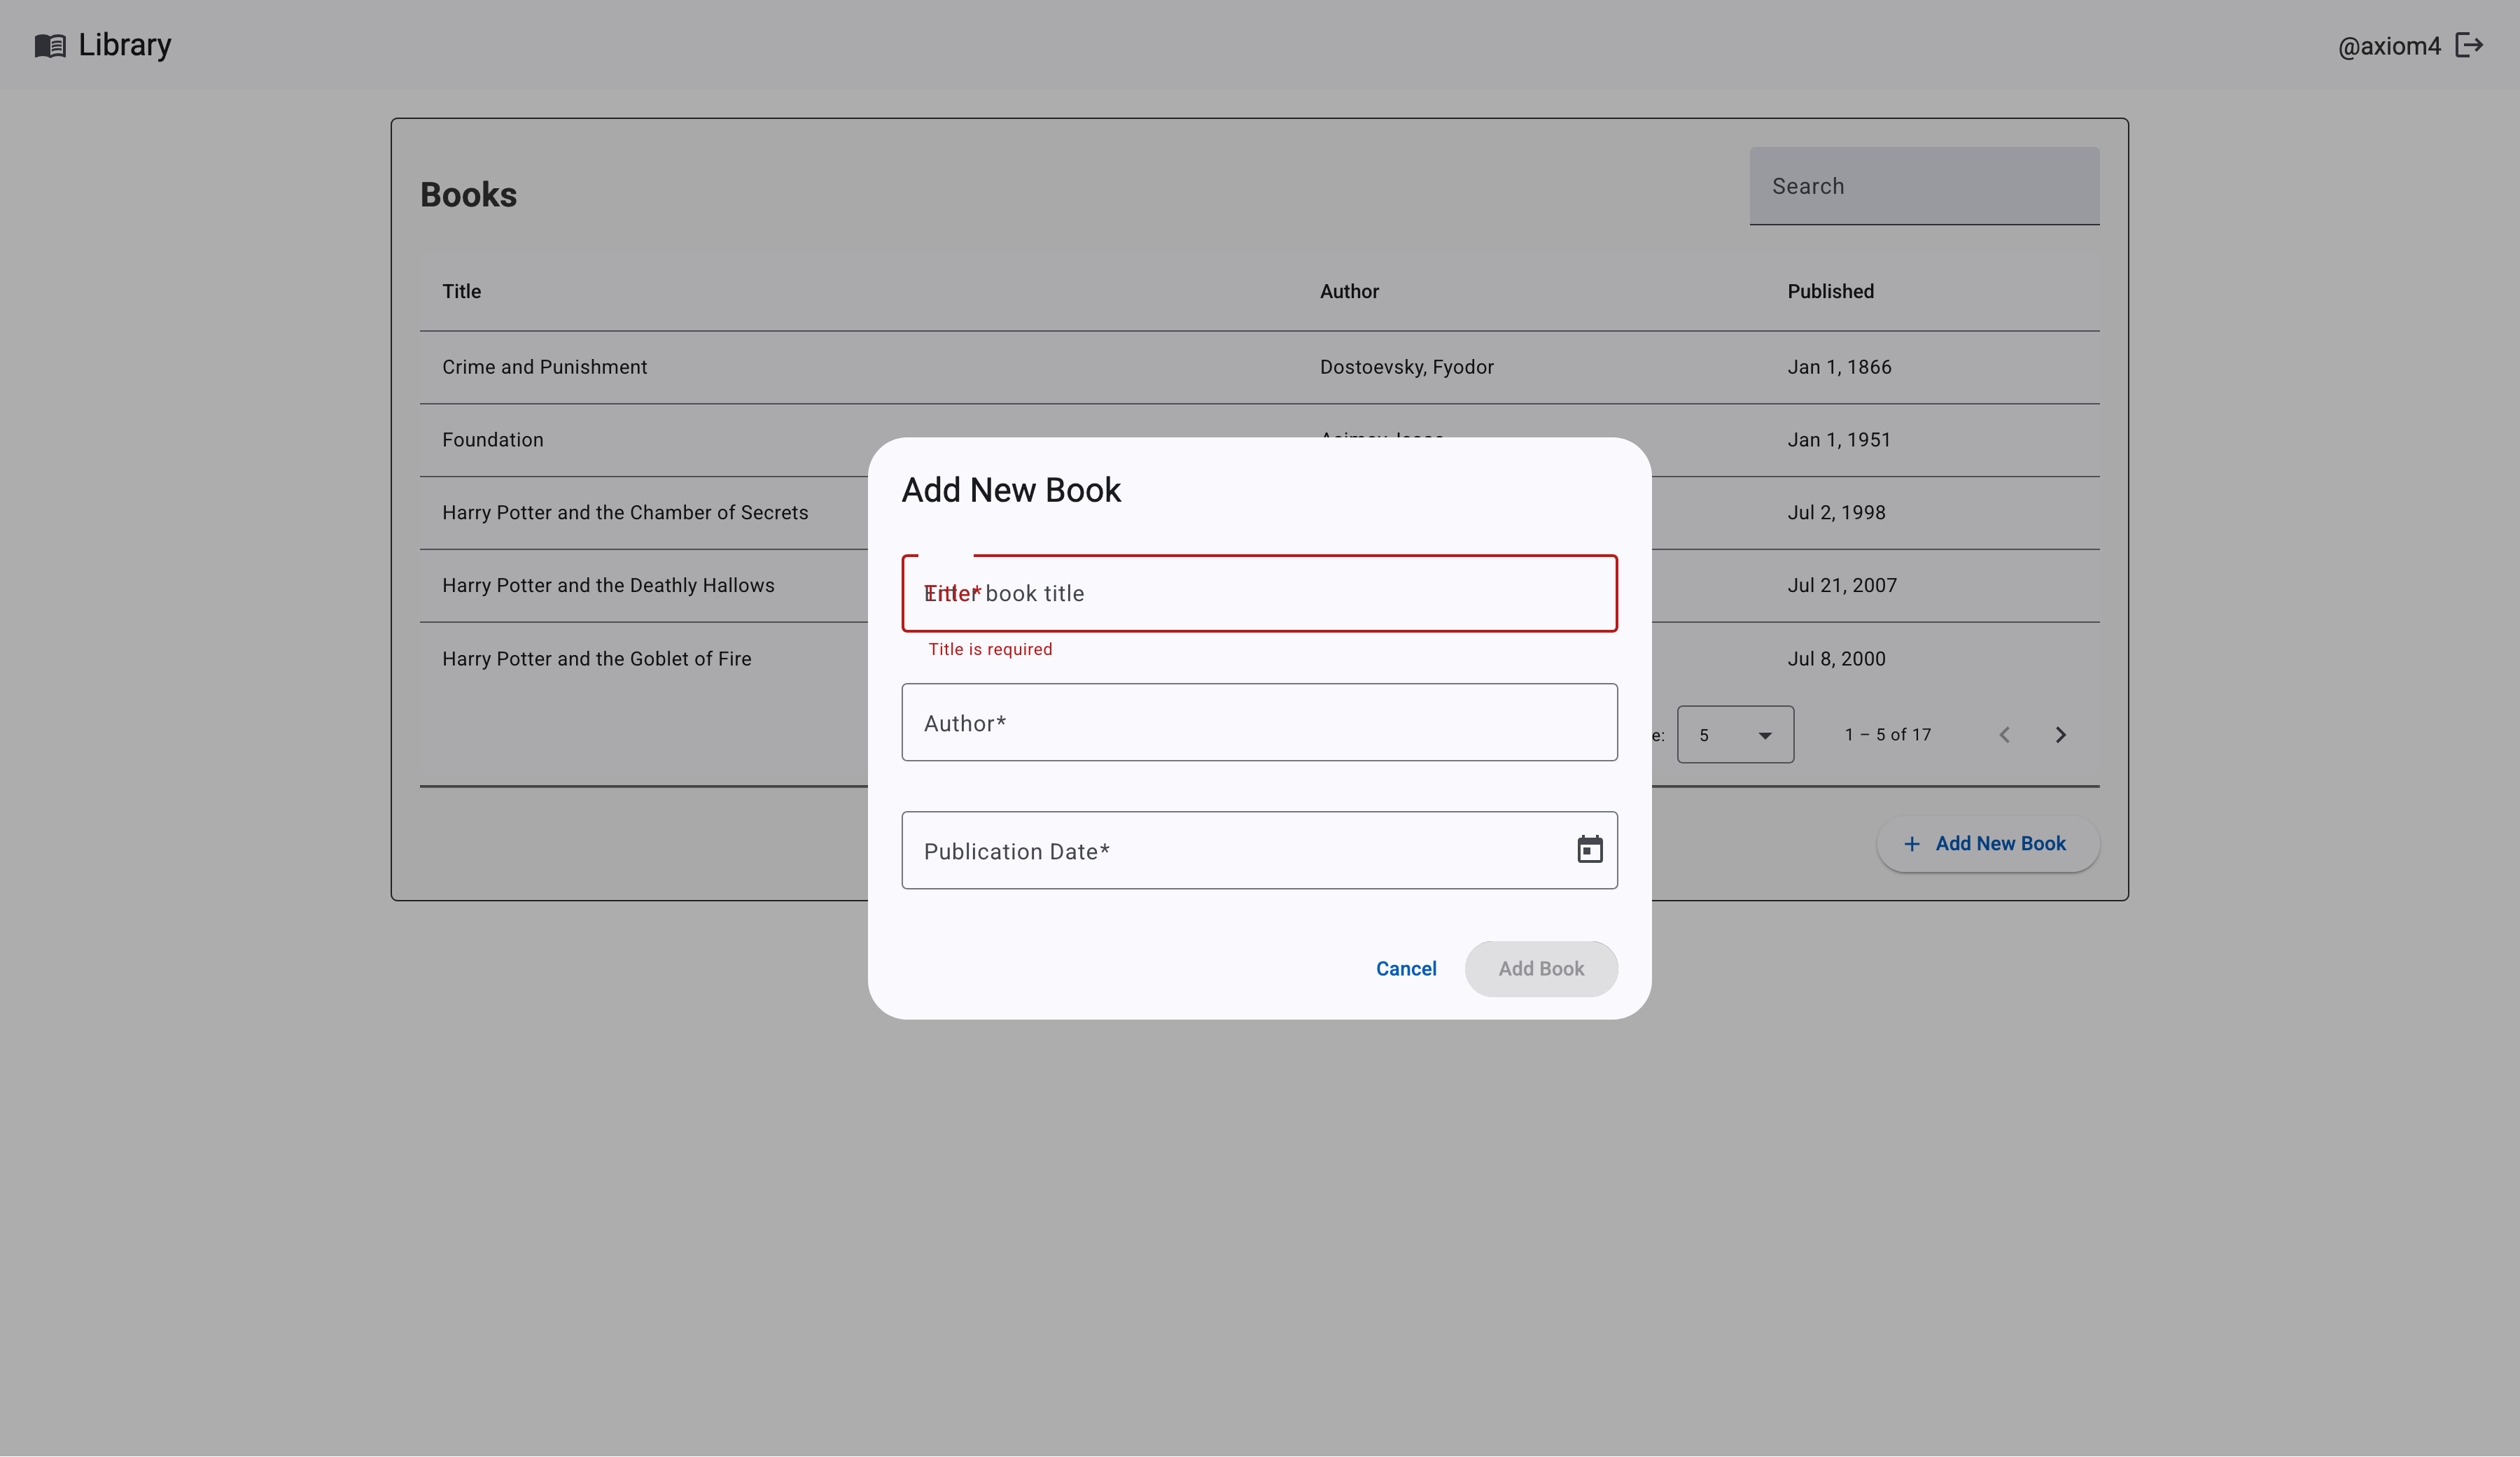 Library
@axiom4
Books
Search
Title Author Published
Crime and Punishment Dostoevsky, Fyodor Jan 1, 1866
Foundation Jan 1, 1951
Harry Potter and the Chamber of Secrets Jul 2, 1998
Harry Potter and the Deathly Hallows Jul 21, 2007
Harry Potter and the Goblet of Fire Jul 8, 2000
e: 5 1 – 5 of 17
+ Add New Book
Add New Book
Title*
Enter book title
Title is required
Author*
Publication Date*
Cancel Add Book